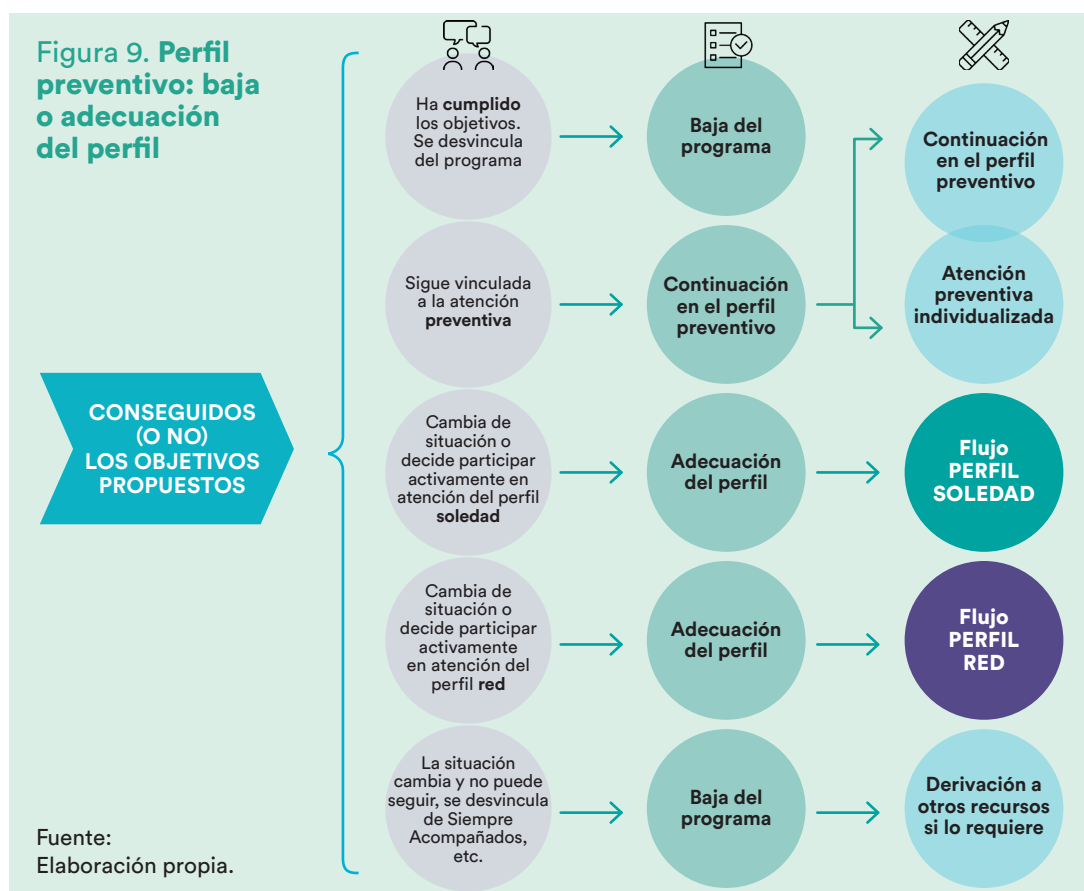 Figura 9. Perfil
preventivo: baja
o adecuación
del perfil
CONSEGUIDOS
(O NO)
LOS OBJETIVOS
PROPUESTOS
Ha cumplido
los objetivos.
Se desvincula
del programa
Baja del
programa
Sigue vinculada
a la atención
preventiva
Continuación
en el perfil
preventivo
Continuación
en el perfil
preventivo
Atención
preventiva
individualizada
Cambia de
situación o
decide participar
activamente en
atención del perfil
soledad
Adecuación
del perfil
Flujo
PERFIL
SOLEDAD
Cambia de
situación o
decide participar
activamente
en atención del
perfil red
Adecuación
del perfil
Flujo
PERFIL
RED
La situación
cambia y no puede
seguir, se desvincula
de Siempre
Acompañados,
etc.
Baja del
programa
Derivación a
otros recursos
si lo requiere
Fuente:
Elaboración propia.